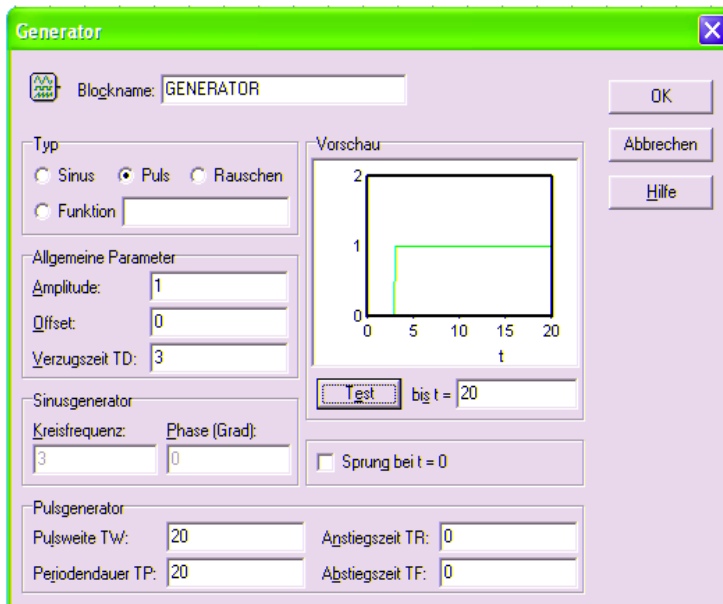 Generator
Blockname: GENERATOR
OK
Abbrechen
Hilfe
Typ
Sinus Puls Rauschen
Funktion
Vorschau
2
1
0
0 5 10 15 20
t
Test bis t = 20
Allgemeine Parameter
Amplitude: 1
Offset: 0
Verzugszeit TD: 3
Sinusgenerator
Kreisfrequenz: Phase (Grad):
3 0
Sprung bei t = 0
Pulsgenerator
Pulsweite TW: 20 Anstiegszeit TR: 0
Periodendauer TP: 20 Abstiegszeit TF: 0